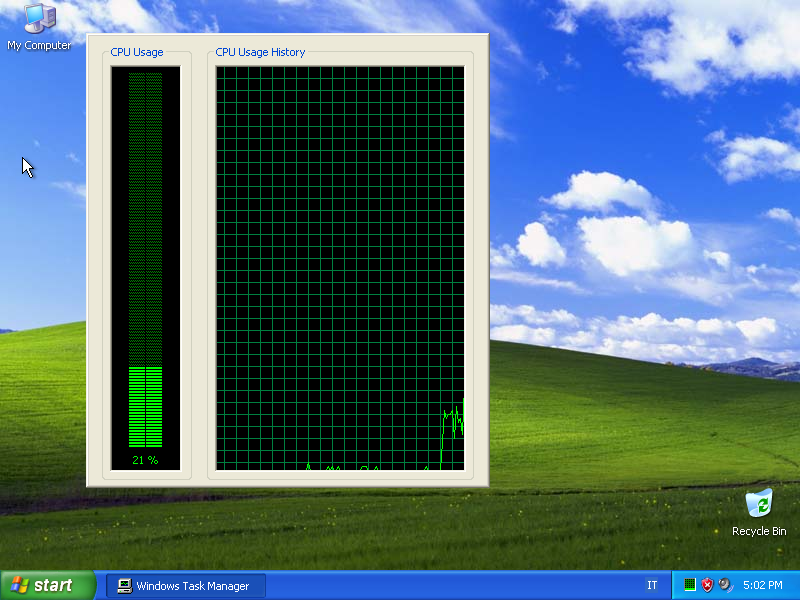 My Computer
CPU Usage
CPU Usage History
21 %
Recycle Bin
start
Windows Task Manager
IT
5:02 PM